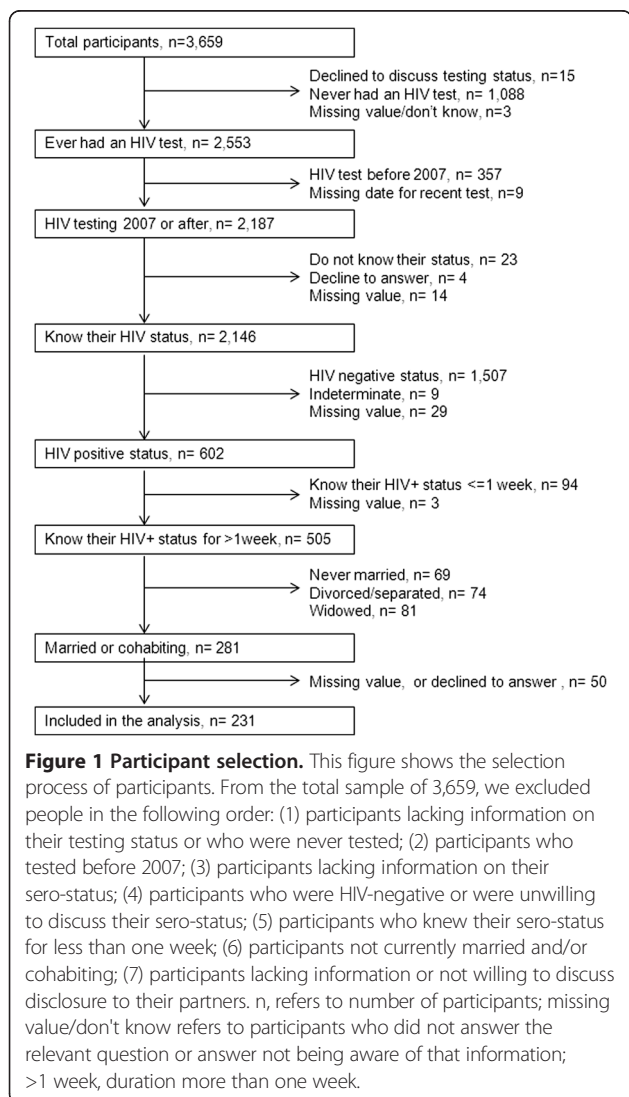 Total participants, n=3,659
Declined to discuss testing status, n=15
Never had an HIV test, n= 1,088
Missing value/don't know, n=3
Ever had an HIV test, n= 2,553
HIV test before 2007, n= 357
Missing date for recent test, n=9
HIV testing 2007 or after, n= 2,187
Do not know their status, n= 23
Decline to answer, n= 4
Missing value, n= 14
Know their HIV status, n= 2,146
HIV negative status, n= 1,507
Indeterminate, n= 9
Missing value, n= 29
HIV positive status, n= 602
Know their HIV+ status <=1 week, n= 94
Missing value, n= 3
Know their HIV+ status for >1week, n= 505
Never married, n= 69
Divorced/separated, n= 74
Widowed, n= 81
Married or cohabiting, n= 281
Missing value, or declined to answer , n= 50
Included in the analysis, n= 231
Figure 1 Participant selection. This figure shows the selection
process of participants. From the total sample of 3,659, we excluded
people in the following order: (1) participants lacking information on
their testing status or who were never tested; (2) participants who
tested before 2007; (3) participants lacking information on their
sero-status; (4) participants who were HIV-negative or were unwilling
to discuss their sero-status; (5) participants who knew their sero-status
for less than one week; (6) participants not currently married and/or
cohabiting; (7) participants lacking information or not willing to discuss
disclosure to their partners. n, refers to number of participants; missing
value/don't know refers to participants who did not answer the
relevant question or answer not being aware of that information;
>1 week, duration more than one week.